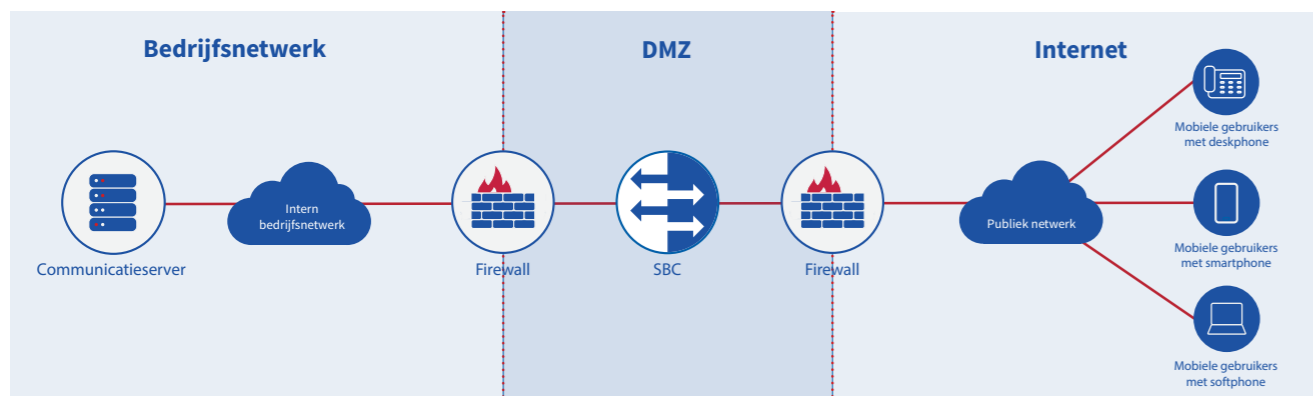 Bedrijfsnetwerk
DMZ
Internet
Mobiele gebruikers
met deskphone
Intern
bedrijfsnetwerk
Publiek netwerk
Mobiele gebruikers
met smartphone
Communicatieserver
Firewall
SBC
Firewall
Mobiele gebruikers
met softphone